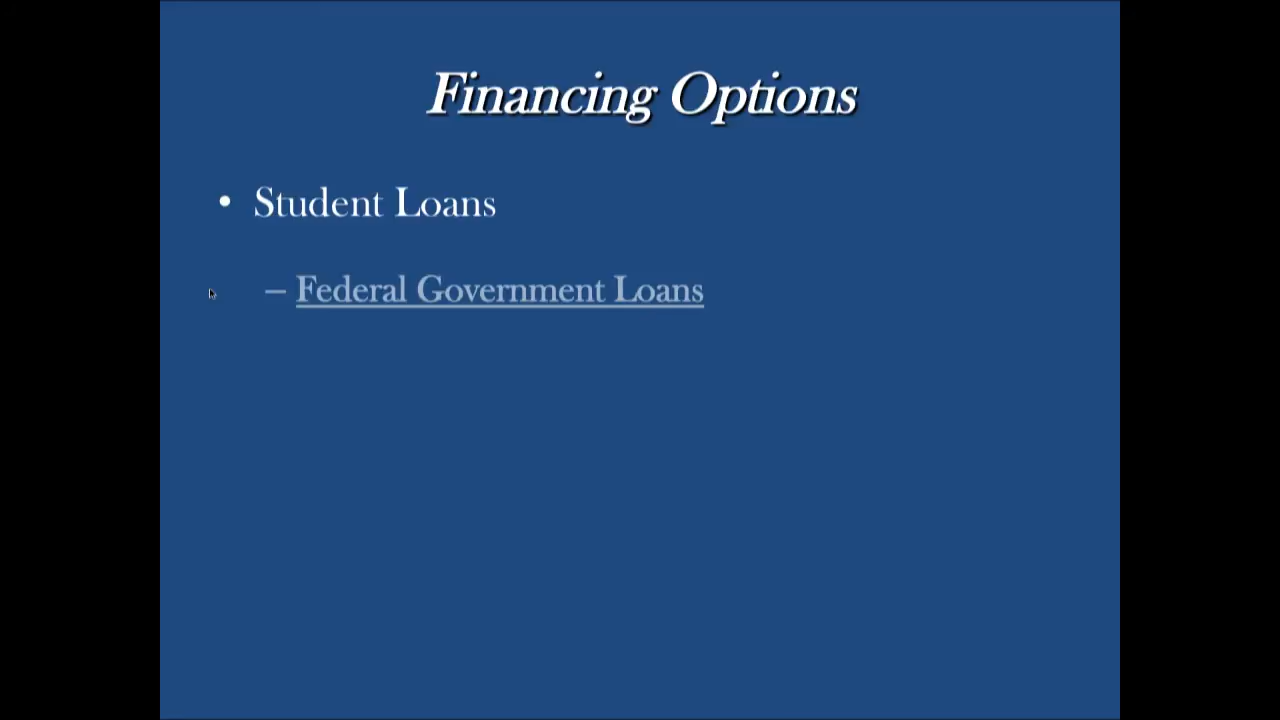 Financing Options
• Student Loans
– Federal Government Loans